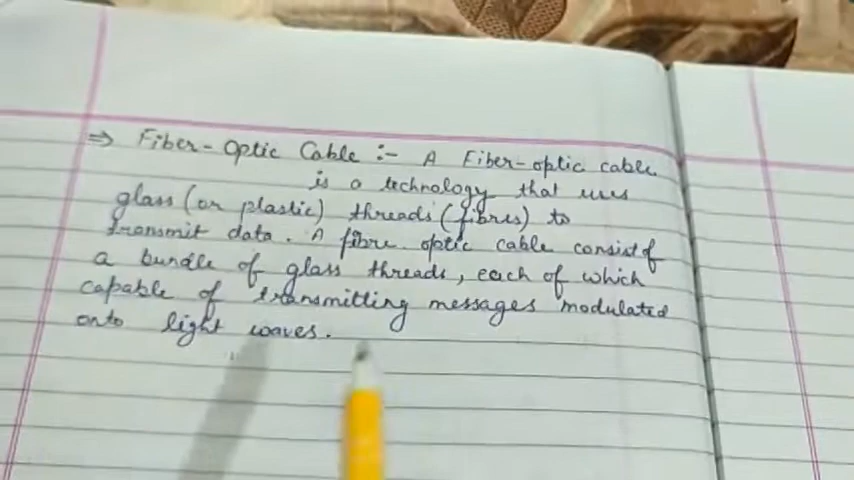 ⇒ Fiber-Optic Cable :- A Fiber-optic cable
is a technology that uses
glass (or plastic) threads (fibres) to
transmit data. A fibre optic cable consist of
a bundle of glass threads, each of which
capable of transmitting messages modulated
onto light waves.